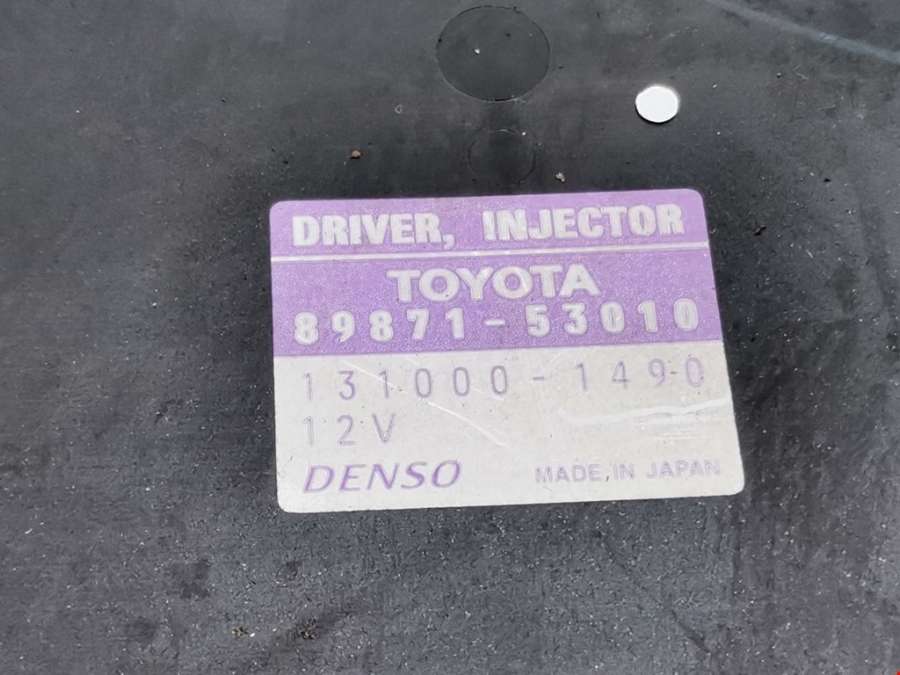 DRIVER, INJECTOR
TOYOTA
89871-53010
131000-1490
12V
DENSO MADE IN JAPAN